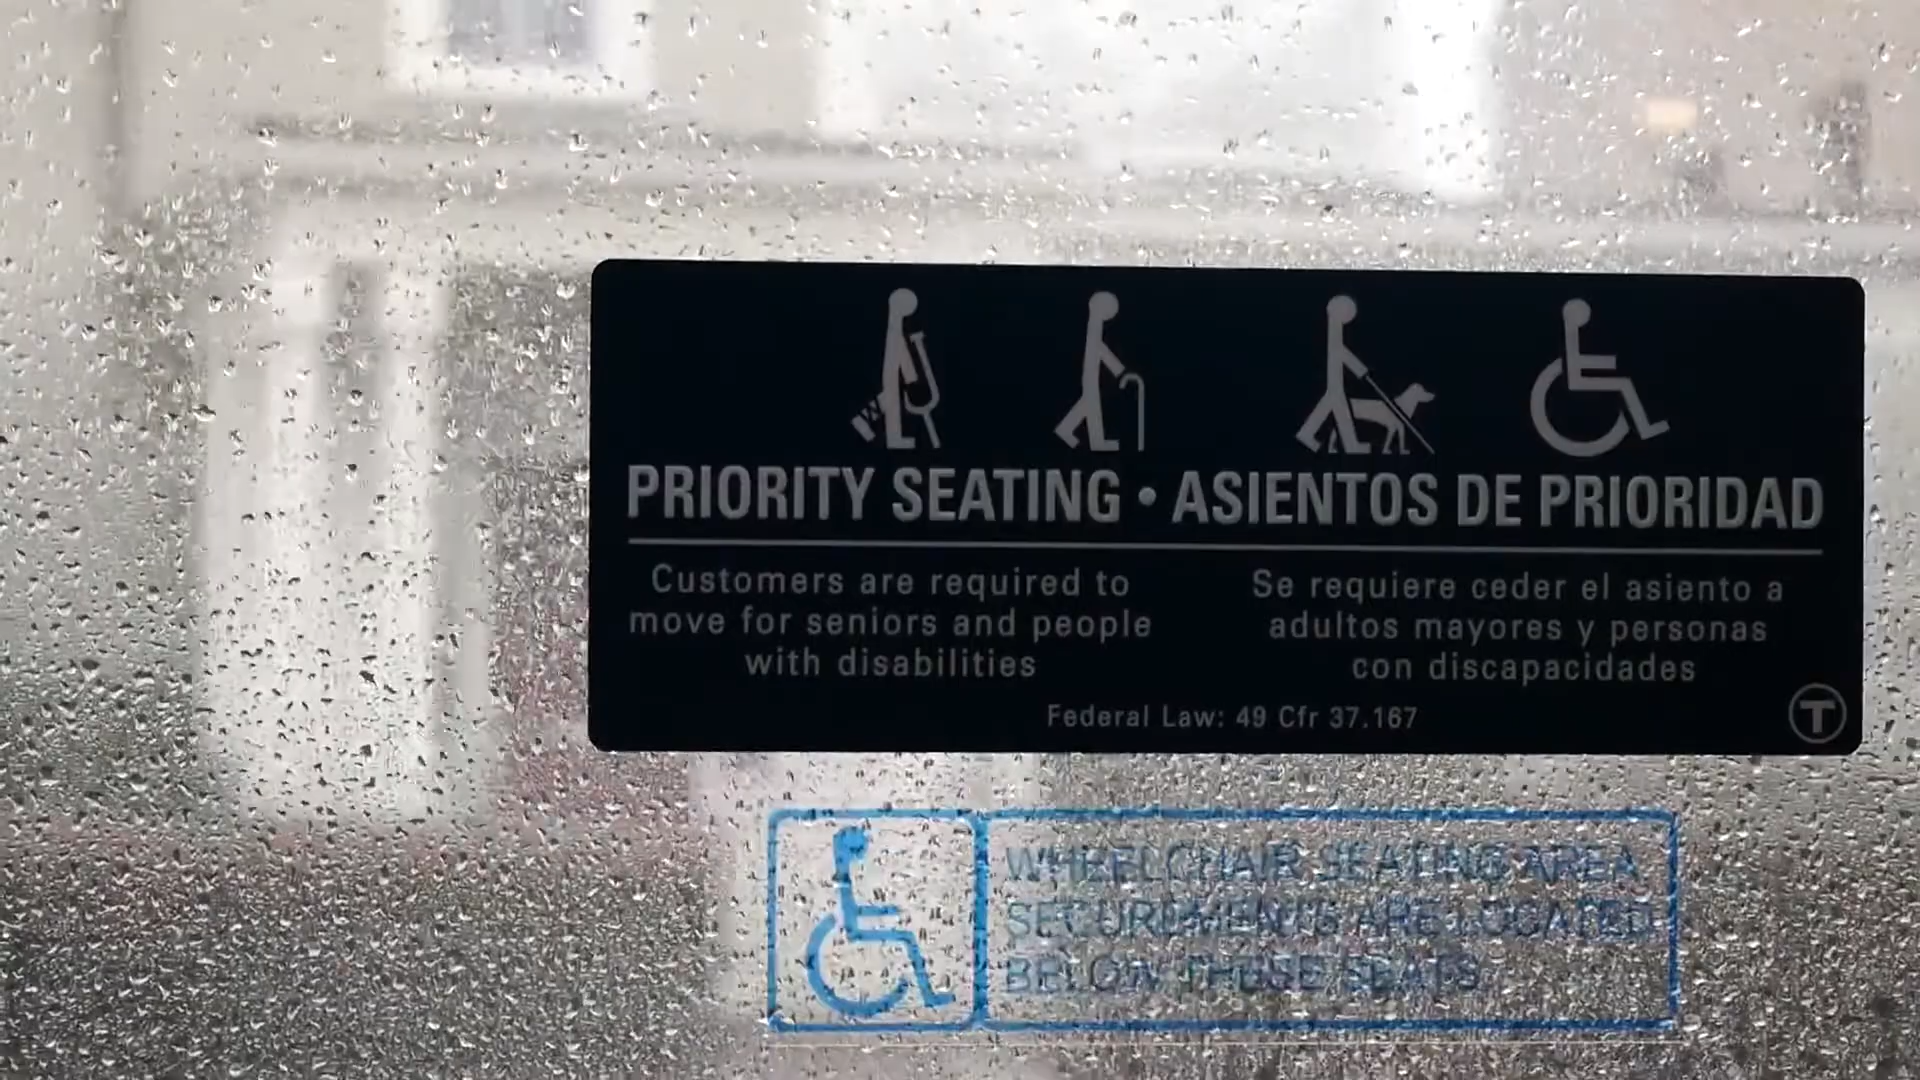 PRIORITY SEATING • ASIENTOS DE PRIORIDAD
Customers are required to
move for seniors and people
with disabilities
Se requiere ceder el asiento a
adultos mayores y personas
con discapacidades
Federal Law: 49 Cfr 37.167
T
WHEELCHAIR SEATING AREA
SECUREMENTS ARE LOCATED
BELOW THESE SEATS